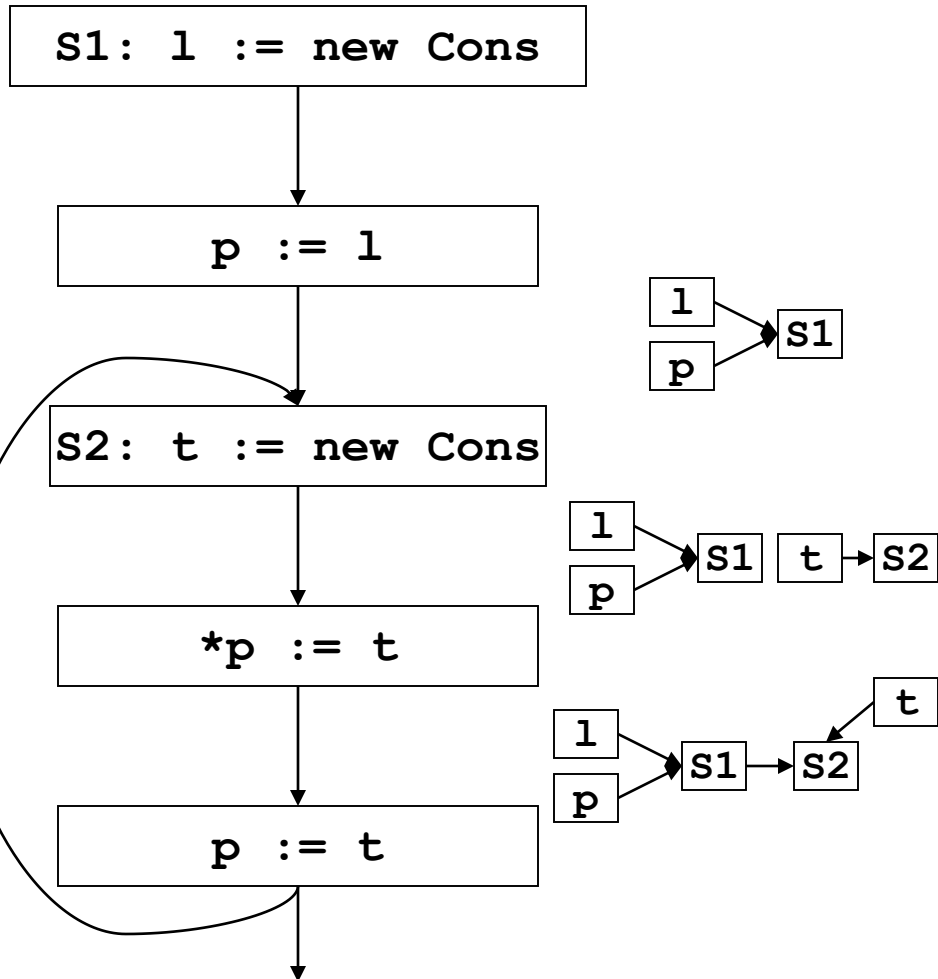 S1: l := new Cons
p := l
l
S1
p
S2: t := new Cons
l
S1 t S2
p
*p := t
t
l
S1 S2
p
p := t